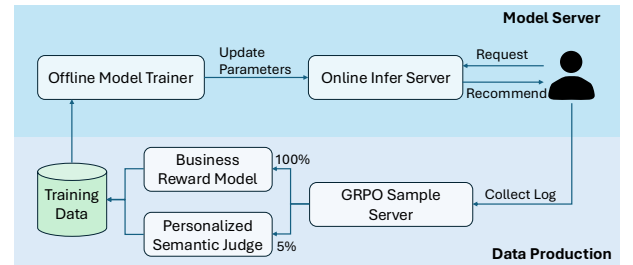 Model Server
Offline Model Trainer
Update
Parameters
Online Infer Server
Request
Recommend
Training
Data
Business
Reward Model
100%
Personalized
Semantic Judge
5%
GRPO Sample
Server
Collect Log
Data Production